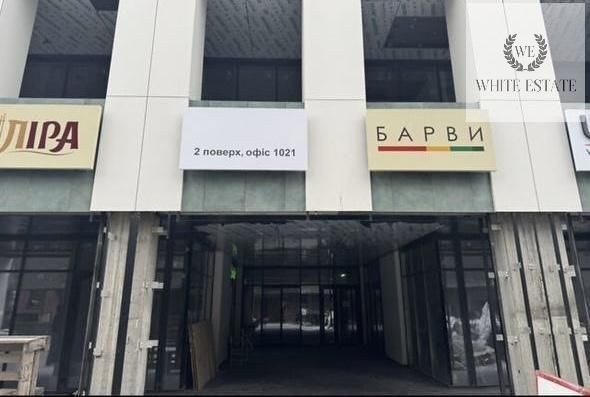 WE
WHITE ESTATE
ЛІРА
2 поверх, офіс 1021
БАРВИ